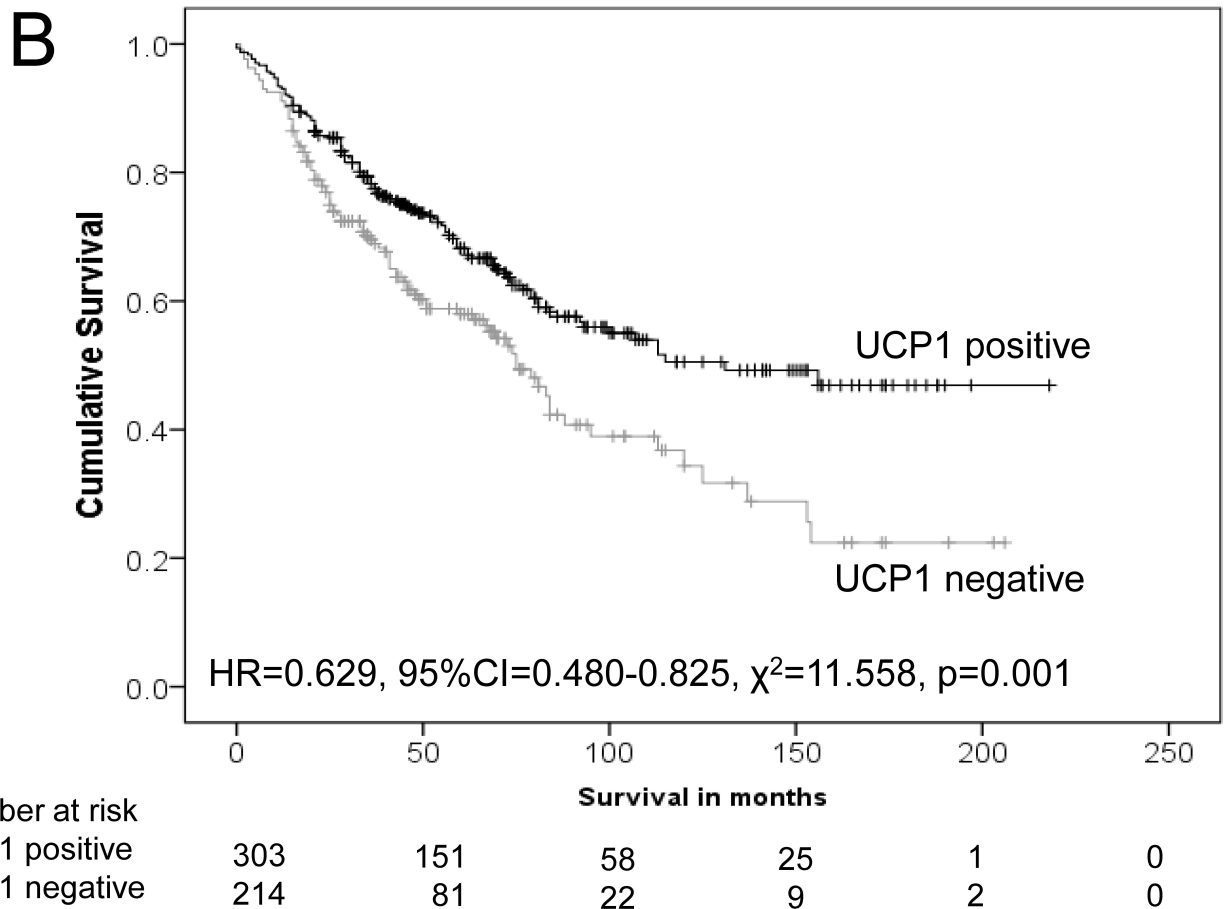 B
1.0
0.8
0.6
0.4
0.2
0.0
Cumulative Survival
UCP1 positive
UCP1 negative
HR=0.629, 95%CI=0.480-0.825, χ²=11.558, p=0.001
0 50 100 150 200 250
Survival in months
ber at risk
1 positive 303 151 58 25 1 0
1 negative 214 81 22 9 2 0